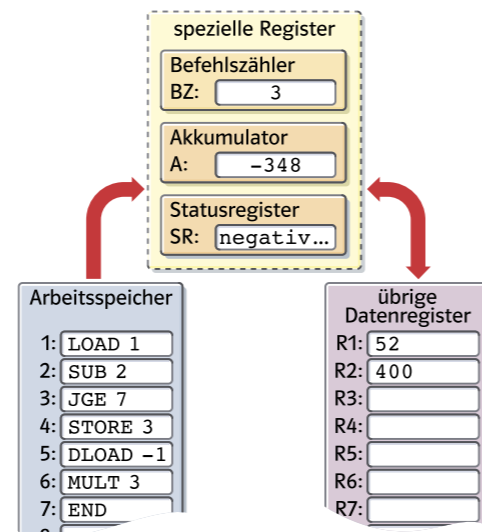 spezielle Register
Befehlszähler
BZ: 3
Akkumulator
A: -348
Statusregister
SR: negativ...
Arbeitsspeicher
1: LOAD 1
2: SUB 2
3: JGE 7
4: STORE 3
5: DLOAD -1
6: MULT 3
7: END
übrige
Datenregister
R1: 52
R2: 400
R3:
R4:
R5:
R6:
R7: